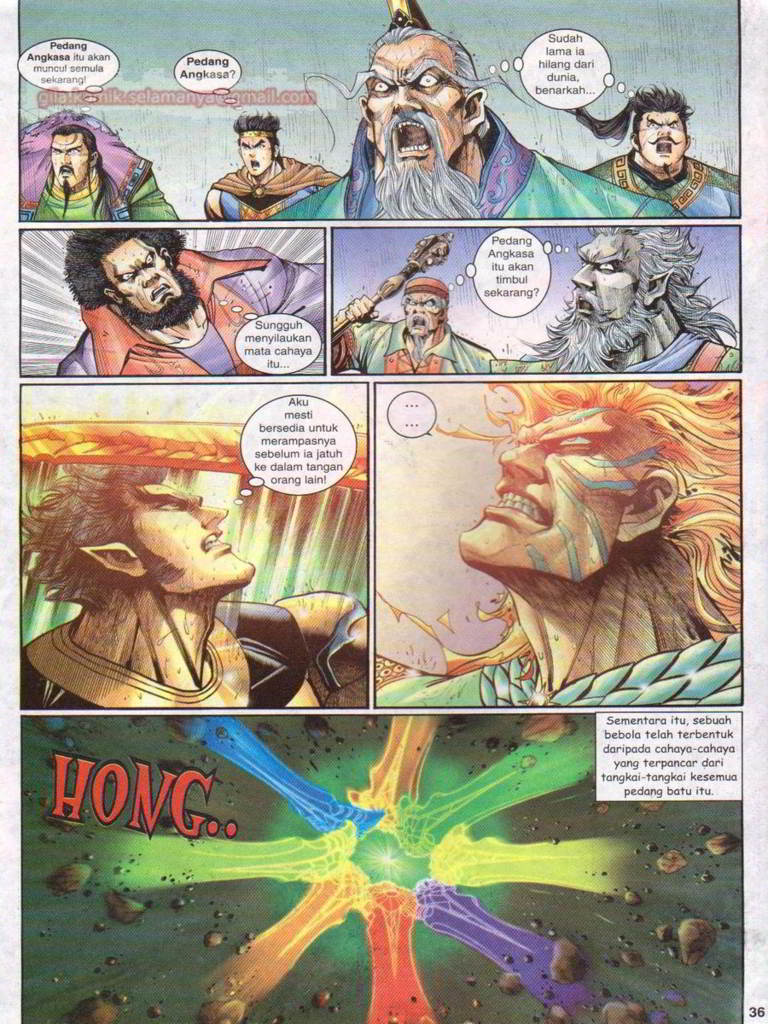 Pedang
Angkasa itu akan
muncul semula
sekarang!
Pedang
Angkasa?
Sudah
lama ia
hilang dari
dunia,
benarkah...
Sungguh
menyilaukan
mata cahaya
itu...
Pedang
Angkasa
itu akan
timbul
sekarang?
Aku
mesti
bersedia untuk
merampasnya
sebelum ia jatuh
ke dalam tangan
orang lain!
...
...
Sementara itu, sebuah
bebola telah terbentuk
daripada cahaya-cahaya
yang terpancar dari
tangkai-tangkai kesemua
pedang batu itu.
HONG..
36